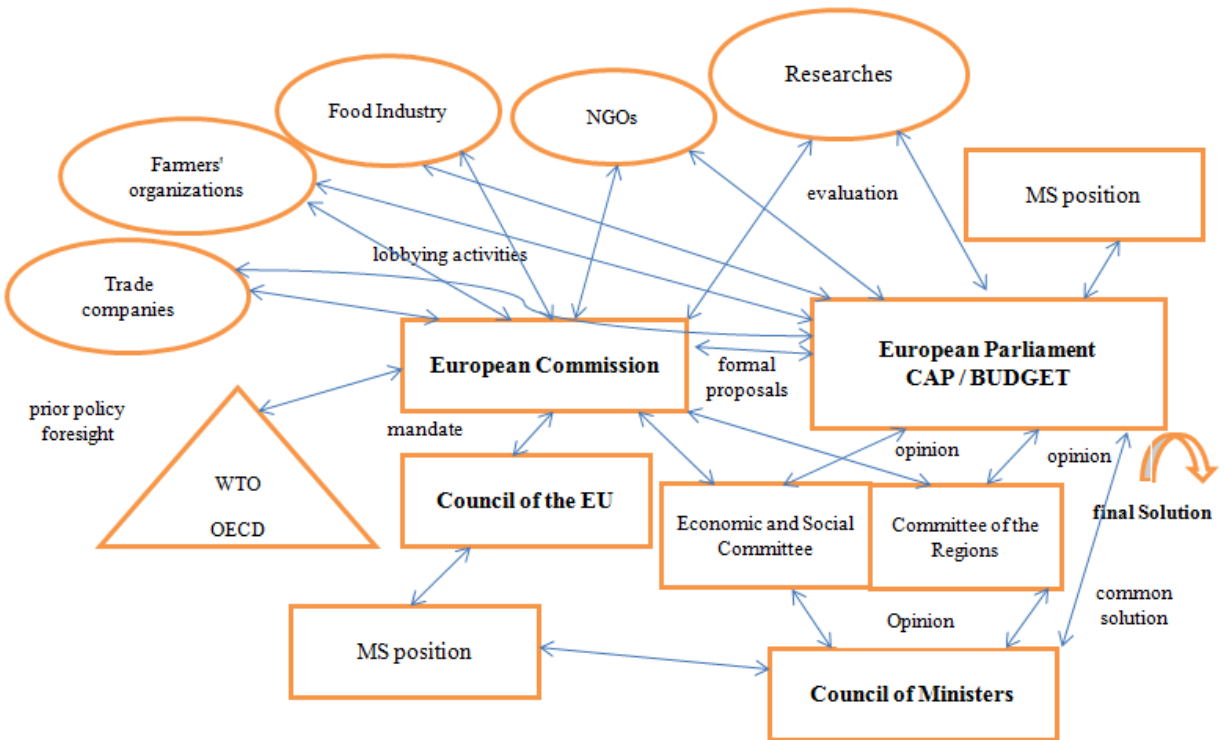 Researches
Food Industry
NGOs
Farmers'
organizations
evaluation
MS position
lobbying activities
Trade
companies
European Commission
formal
proposals
European Parliament
CAP / BUDGET
prior policy
foresight
mandate
opinion
opinion
WTO
OECD
Council of the EU
Economic and Social
Committee
Committee of the
Regions
final Solution
common
solution
Opinion
MS position
Council of Ministers